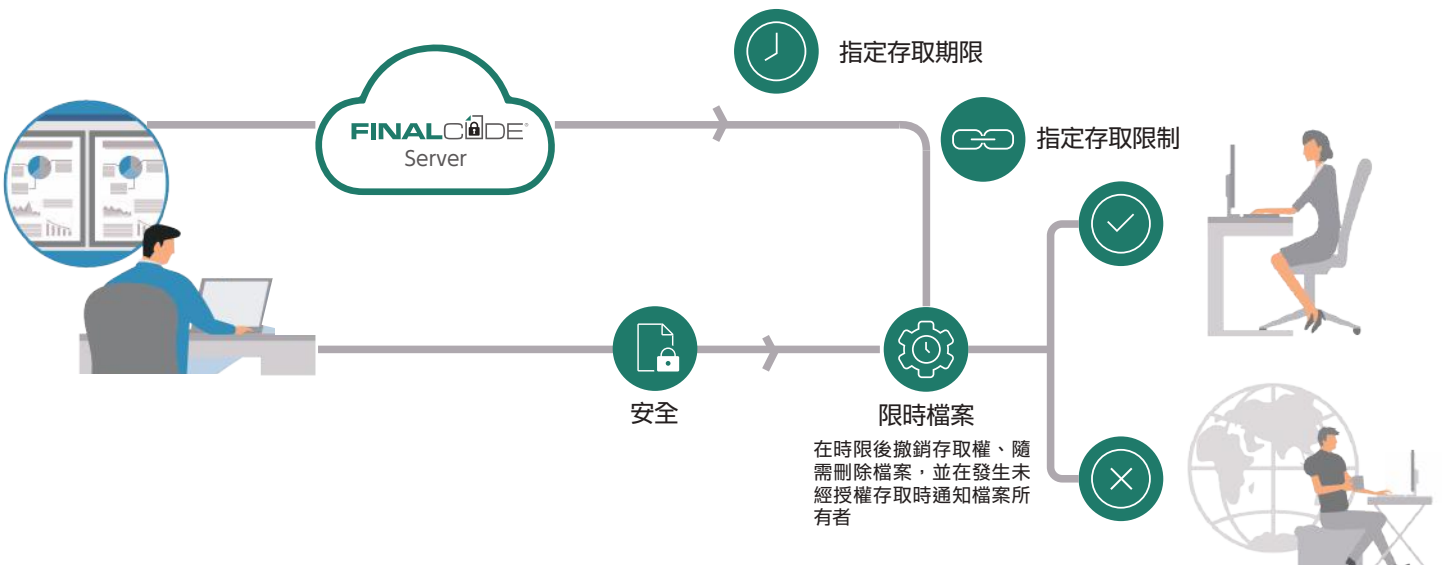 指定存取期限
FINALCODE®
Server
指定存取限制
安全
限時檔案
在時限後撤銷存取權、隨
需刪除檔案，並在發生未
經授權存取時通知檔案所
有者